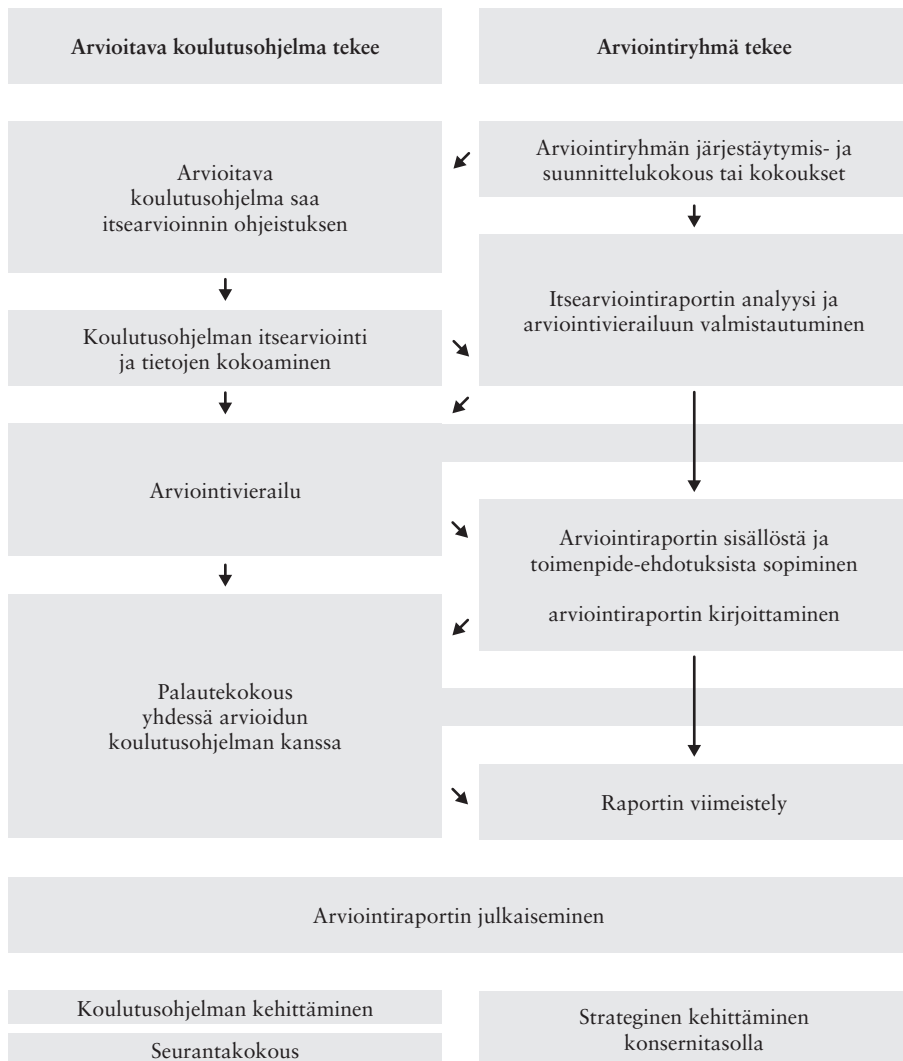 Arvioitava koulutusohjelma tekee
Arviointiryhmä tekee
Arviointiryhmän järjestäytymis- ja
suunnittelukokous tai kokoukset
Arvioitava
koulutusohjelma saa
itsearvioinnin ohjeistuksen
Itsearviointiraportin analyysi ja
arviointivierailuun valmistautuminen
Koulutusohjelman itsearviointi
ja tietojen kokoaminen
Arviointivierailu
Arviointiraportin sisällöstä ja
toimenpide-ehdotuksista sopiminen
arviointiraportin kirjoittaminen
Palautekokous
yhdessä arvioidun
koulutusohjelman kanssa
Raportin viimeistely
Arviointiraportin julkaiseminen
Koulutusohjelman kehittäminen
Seurantakokous
Strateginen kehittäminen
konsernitasolla